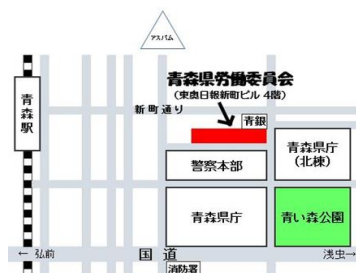 アスパム
青森県労働委員会
(東奥日報新町ビル 4階)
新町通り
青銀
青森駅
警察本部
青森県庁
(北棟)
青森県庁
青い森公園
← 弘前
国道
浅虫→
消防署